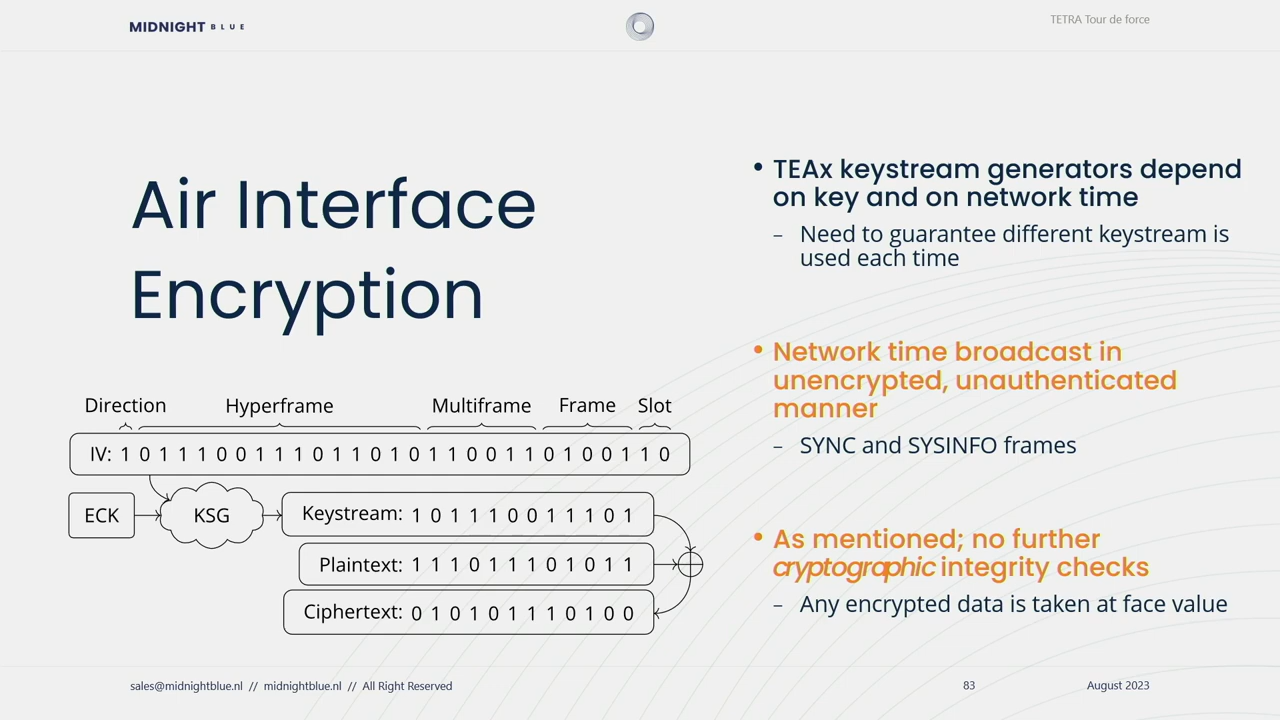 MIDNIGHT BLUE
TETRA Tour de force
Air Interface
Encryption
Direction Hyperframe Multiframe Frame Slot
IV: 1 0 1 1 1 0 0 1 1 1 0 1 1 0 1 0 1 1 0 0 1 1 0 1 0 0 1 1 0
ECK
KSG
Keystream: 1 0 1 1 1 0 0 1 1 1 0 1
Plaintext: 1 1 1 0 1 1 1 0 1 0 1 1
Ciphertext: 0 1 0 1 0 1 1 1 0 1 0 0
• TEAx keystream generators depend
on key and on network time
– Need to guarantee different keystream is
used each time
• Network time broadcast in
unencrypted, unauthenticated
manner
– SYNC and SYSINFO frames
• As mentioned; no further
cryptographic integrity checks
– Any encrypted data is taken at face value
sales@midnightblue.nl // midnightblue.nl // All Right Reserved
83
August 2023